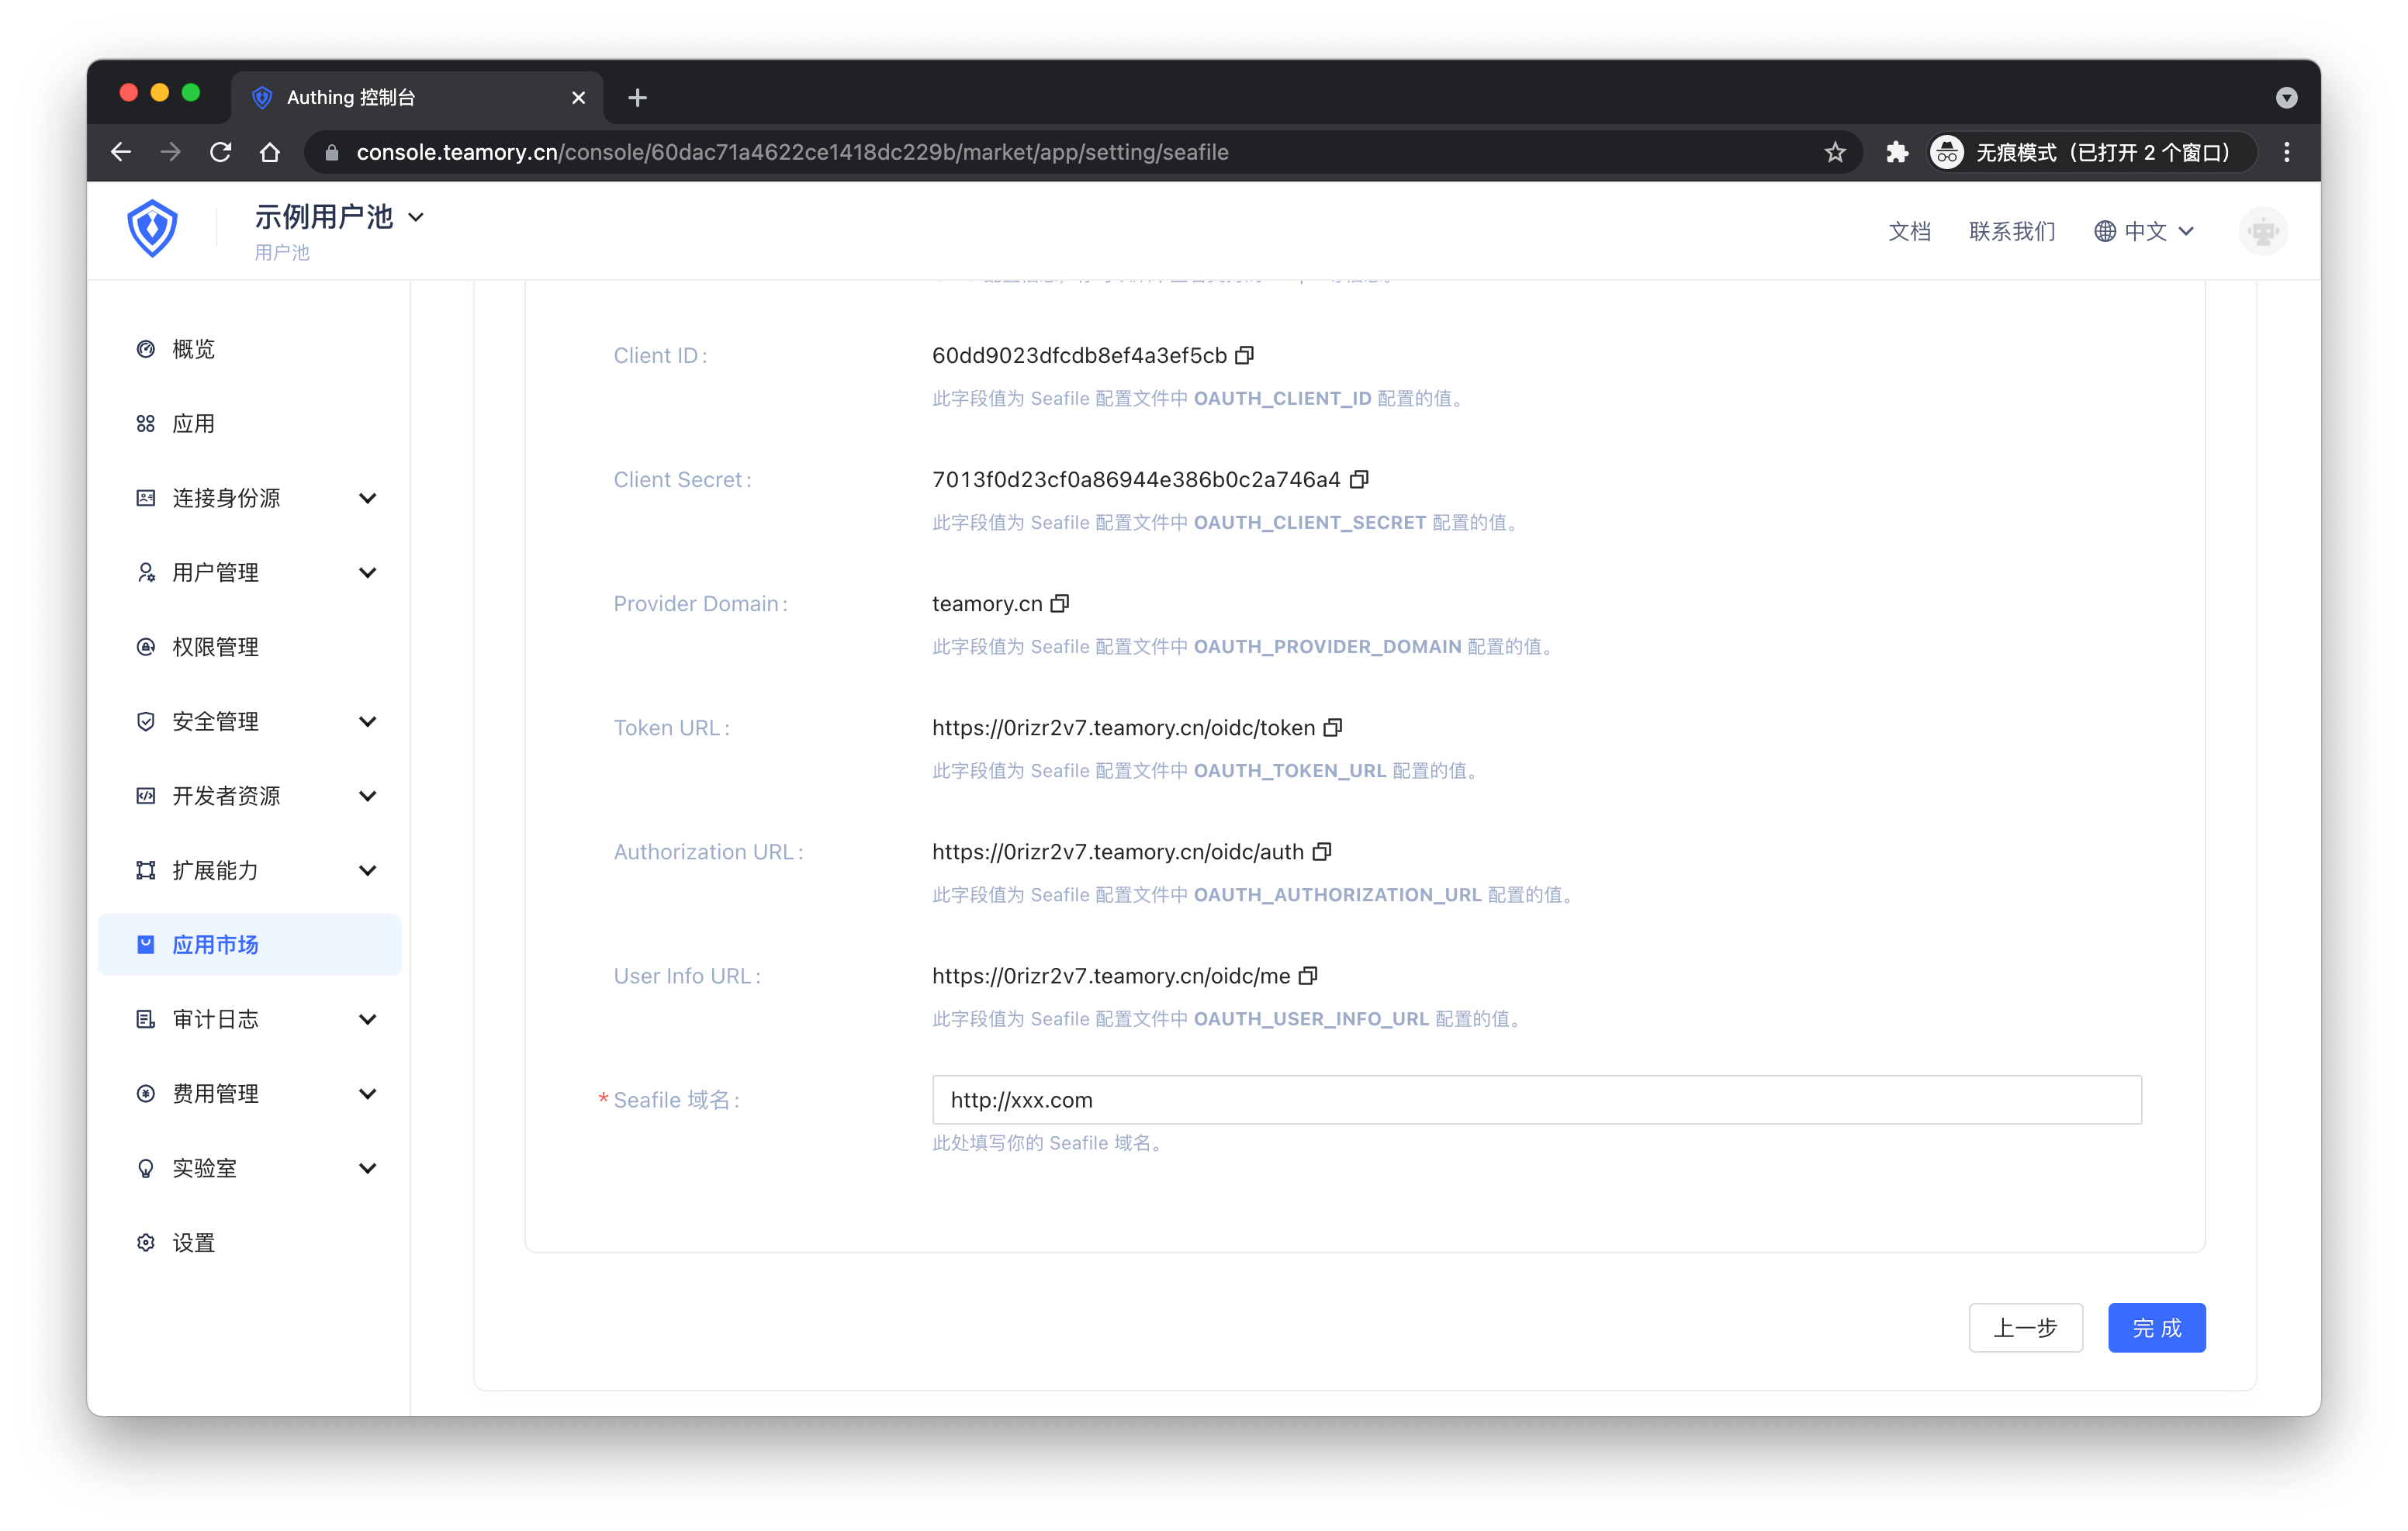 Authing 控制台
console.teamory.cn/console/60dac71a4622ce1418dc229b/market/app/setting/seafile
无痕模式（已打开 2 个窗口）
示例用户池
用户池
文档
联系我们
中文
概览
应用
连接身份源
用户管理
权限管理
安全管理
开发者资源
扩展能力
应用市场
审计日志
费用管理
实验室
设置
Client ID:
60dd9023dfcdb8ef4a3ef5cb
此字段值为 Seafile 配置文件中 OAUTH_CLIENT_ID 配置的值。
Client Secret:
7013f0d23cf0a86944e386b0c2a746a4
此字段值为 Seafile 配置文件中 OAUTH_CLIENT_SECRET 配置的值。
Provider Domain:
teamory.cn
此字段值为 Seafile 配置文件中 OAUTH_PROVIDER_DOMAIN 配置的值。
Token URL:
https://0rizr2v7.teamory.cn/oidc/token
此字段值为 Seafile 配置文件中 OAUTH_TOKEN_URL 配置的值。
Authorization URL:
https://0rizr2v7.teamory.cn/oidc/auth
此字段值为 Seafile 配置文件中 OAUTH_AUTHORIZATION_URL 配置的值。
User Info URL:
https://0rizr2v7.teamory.cn/oidc/me
此字段值为 Seafile 配置文件中 OAUTH_USER_INFO_URL 配置的值。
* Seafile 域名:
http://xxx.com
此处填写你的 Seafile 域名。
上一步
完 成